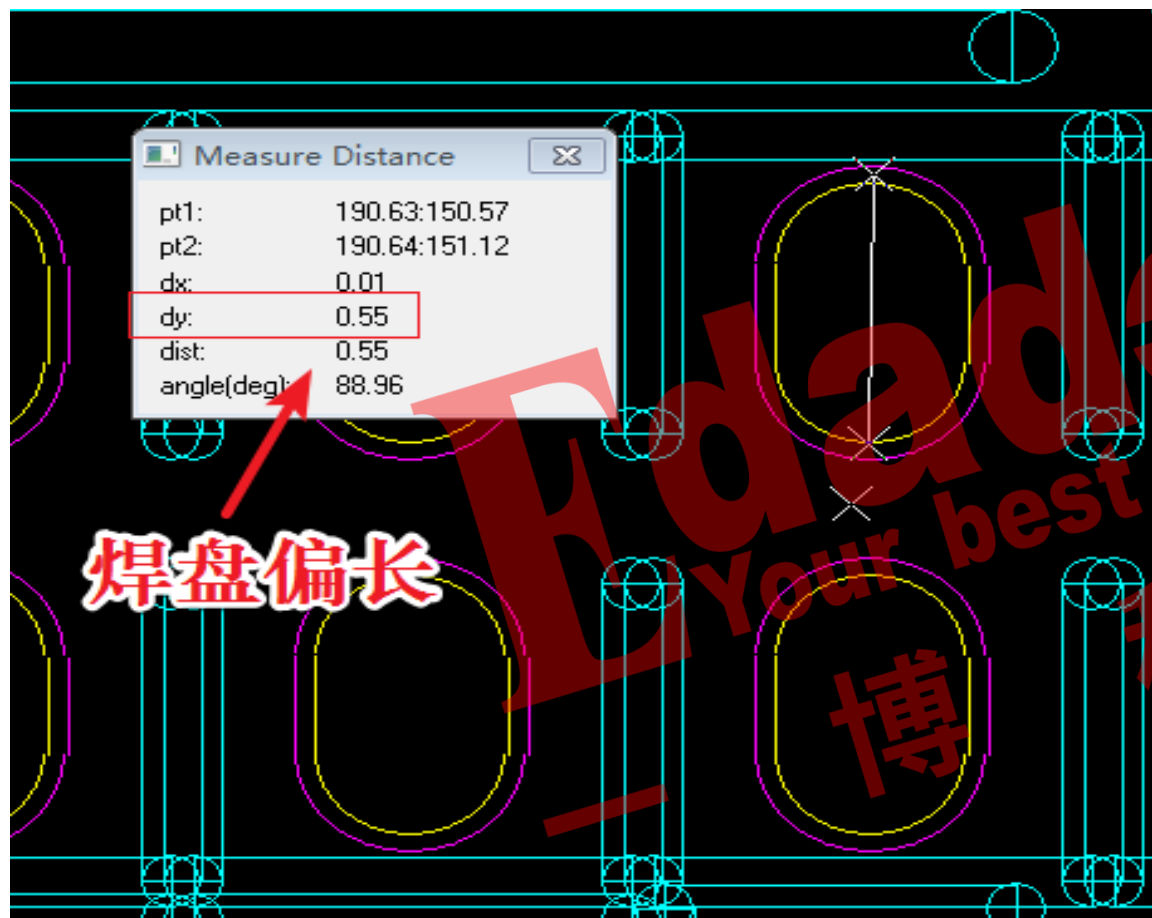 Measure Distance
pt1: 190.63:150.57
pt2: 190.64:151.12
dx: 0.01
dy: 0.55
dist: 0.55
angle(deg): 88.96
焊盘偏长
Edad
Your best
一博